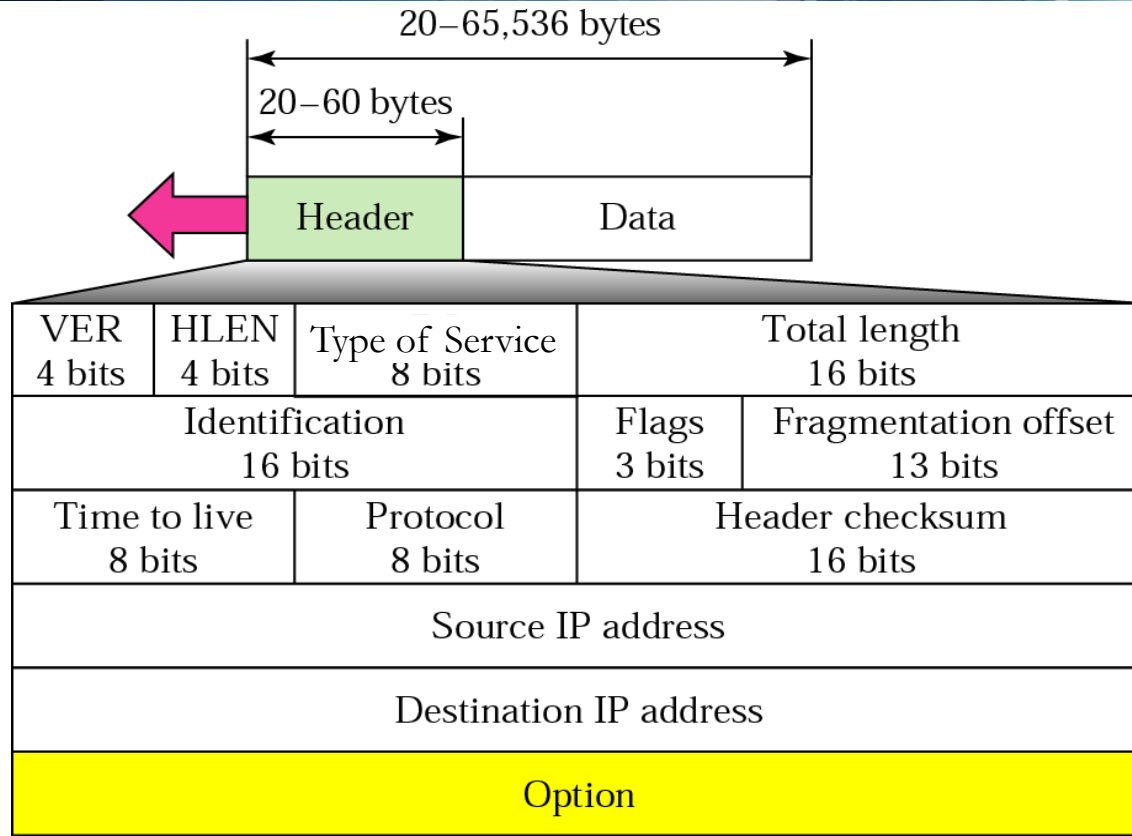 20–65,536 bytes
20–60 bytes
Header Data
VER HLEN Type of Service Total length
4 bits 4 bits 8 bits 16 bits
Identification Flags Fragmentation offset
16 bits 3 bits 13 bits
Time to live Protocol Header checksum
8 bits 8 bits 16 bits
Source IP address
Destination IP address
Option